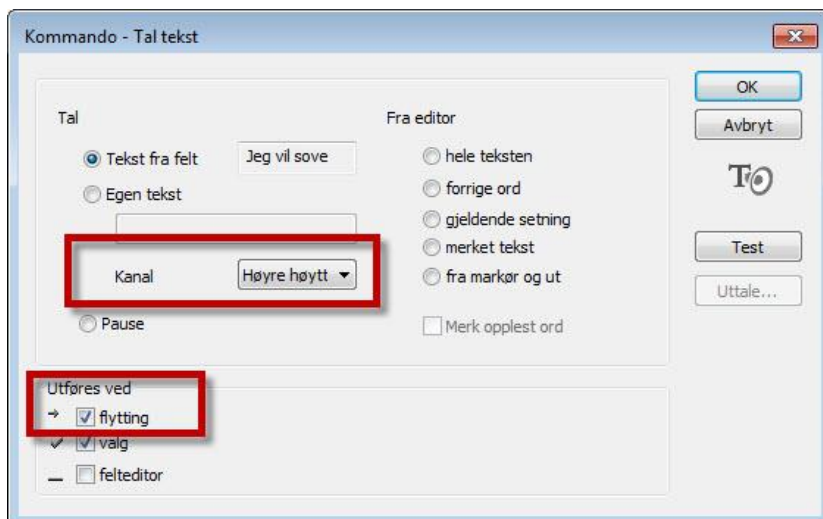 Kommando - Tal tekst
OK
Avbryt
Test
Uttale...
Tal
Tekst fra felt
Jeg vil sove
Egen tekst
Kanal
Høyre høytt
Pause
Fra editor
hele teksten
forrige ord
gjeldende setning
merket tekst
fra markør og ut
Merk opplest ord
Utføres ved
flytting
valg
felteditor